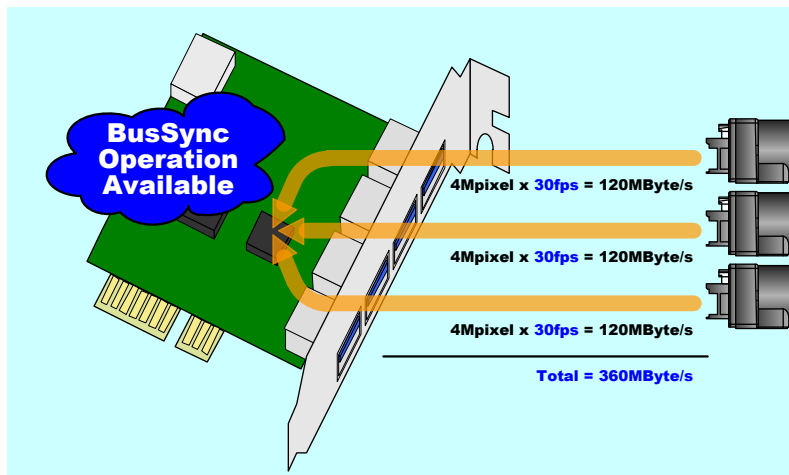 BusSync
Operation
Available
4Mpixel x 30fps = 120MByte/s
4Mpixel x 30fps = 120MByte/s
4Mpixel x 30fps = 120MByte/s
Total = 360MByte/s